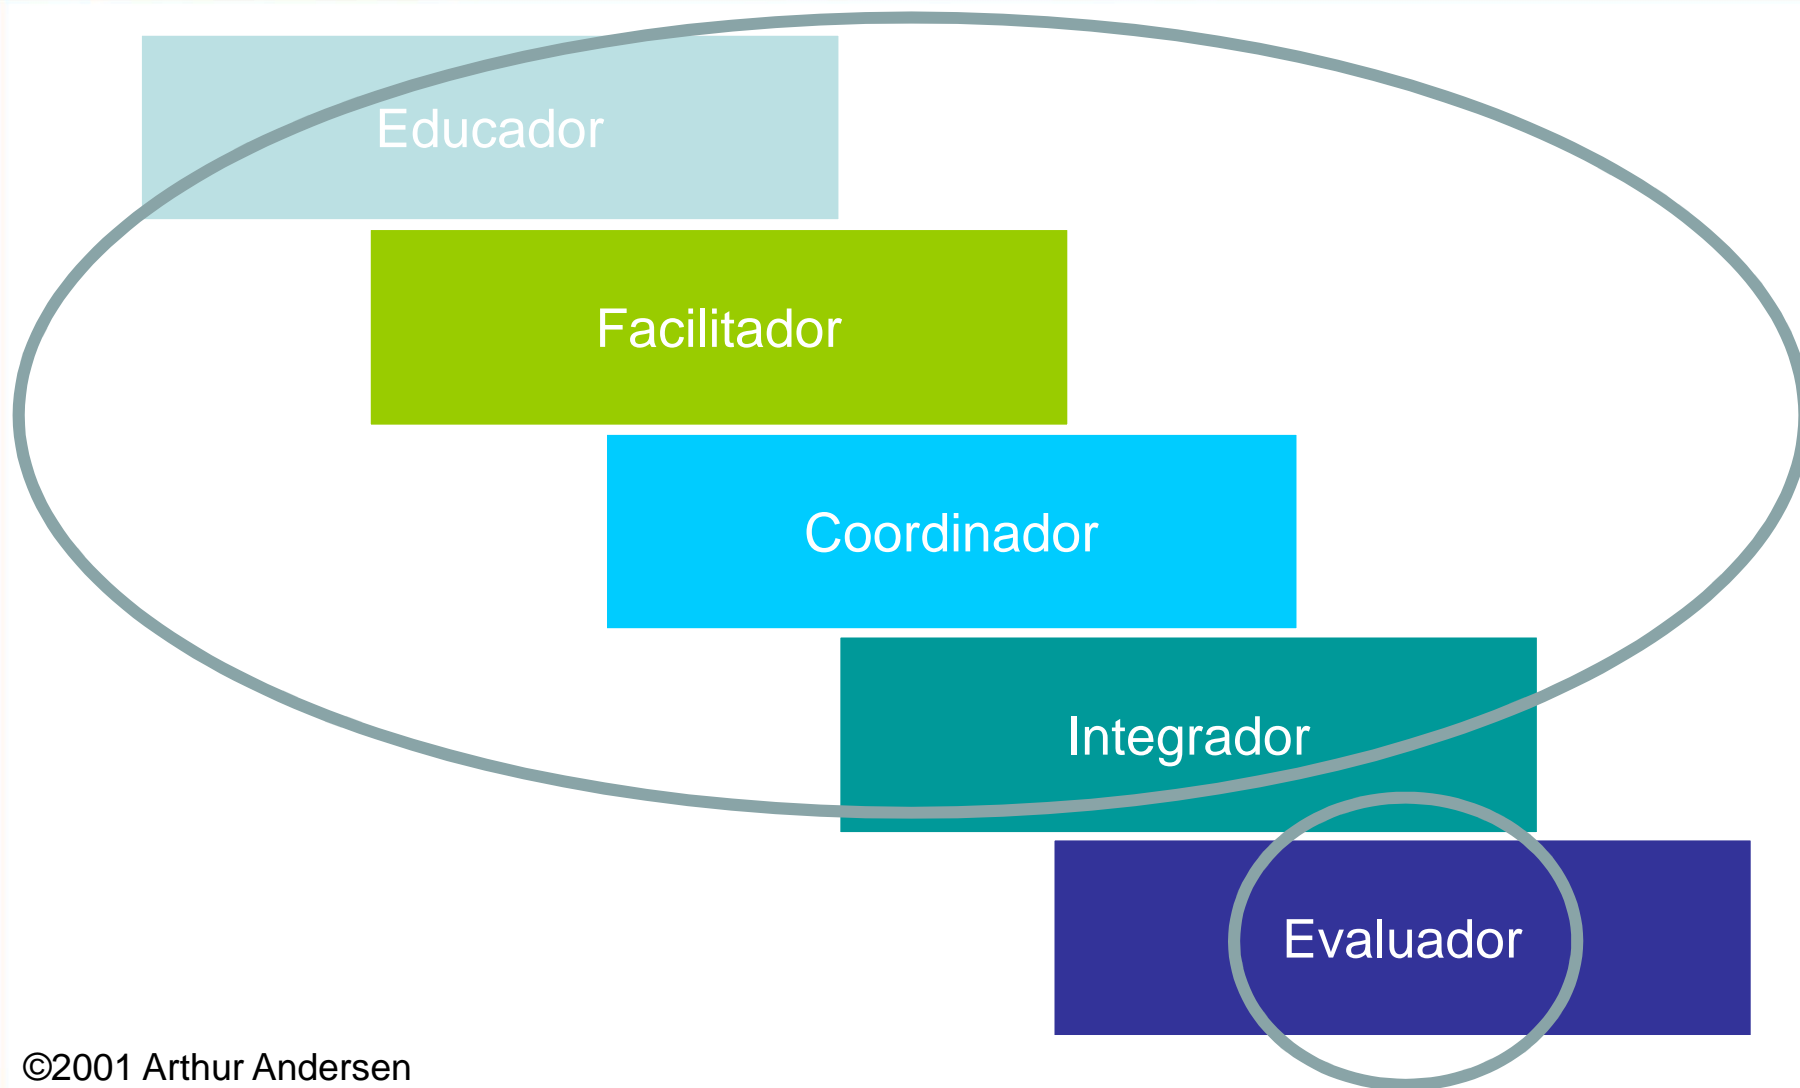 Educador
Facilitador
Coordinador
Integrador
Evaluador
©2001 Arthur Andersen